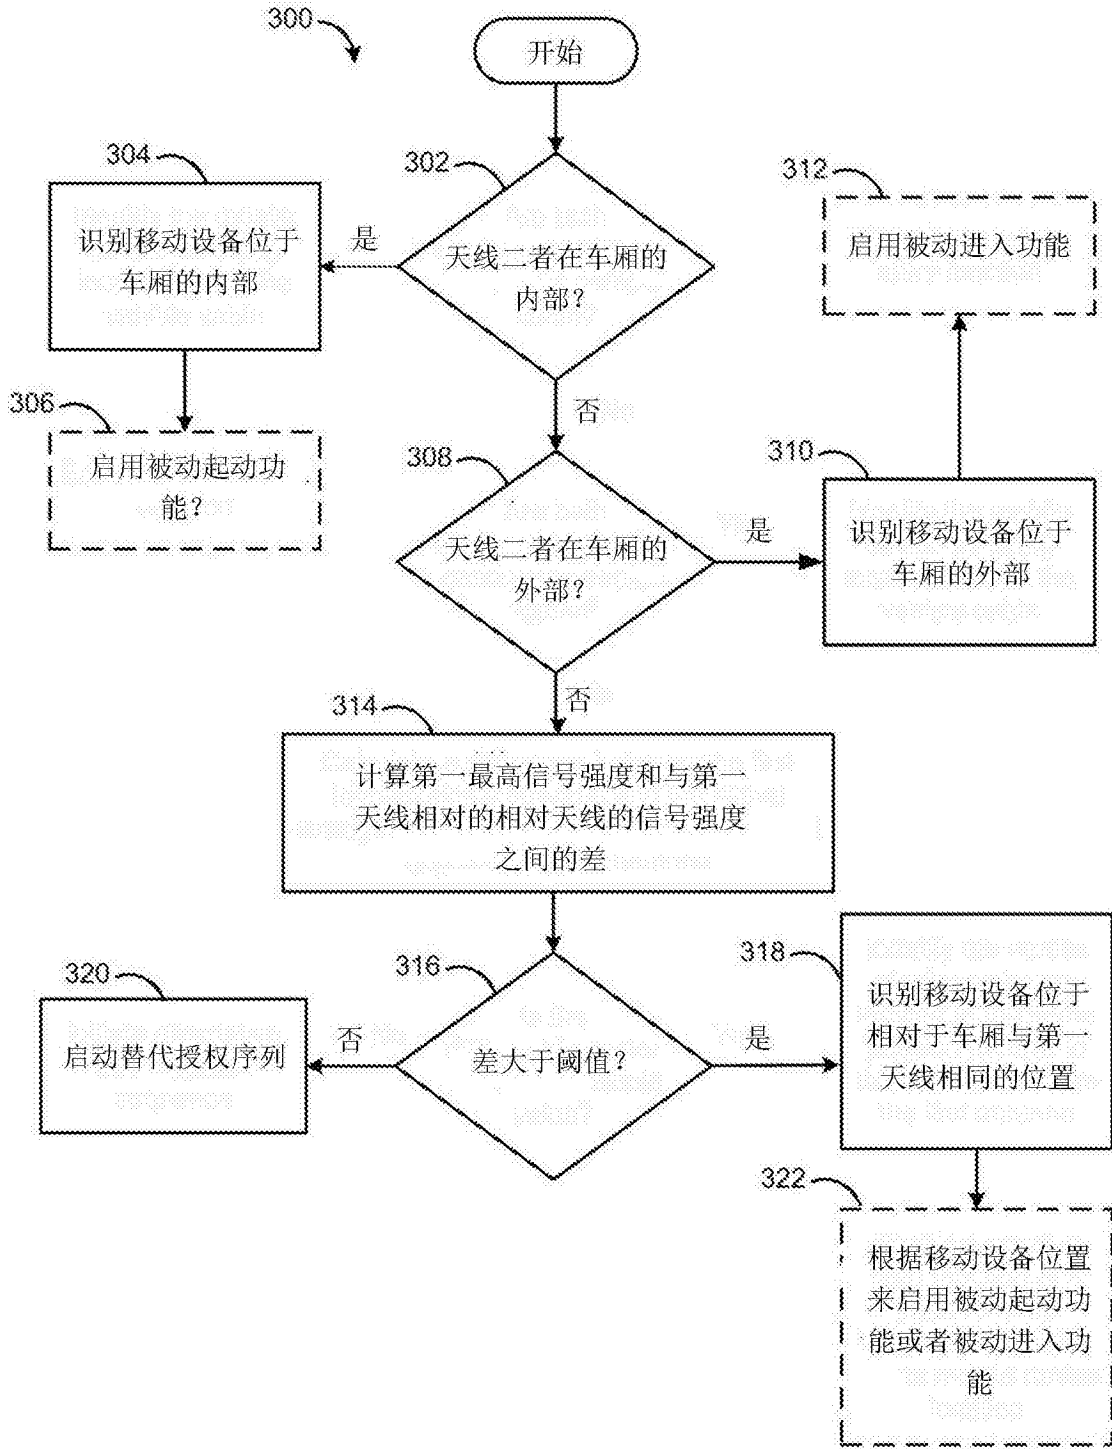 300
开始
304
识别移动设备位于
车厢的内部
是
302
天线二者在车厢的
内部？
312
启用被动进入功能
否
306
启用被动起动功
能？
308
天线二者在车厢的
外部？
是
310
识别移动设备位于
车厢的外部
否
314
计算第一最高信号强度和与第一
天线相对的相对天线的信号强度
之间的差
320
启动替代授权序列
否
316
差大于阈值？
是
318
识别移动设备位于
相对于车厢与第一
天线相同的位置
322
根据移动设备位置
来启用被动起动功
能或者被动进入功
能